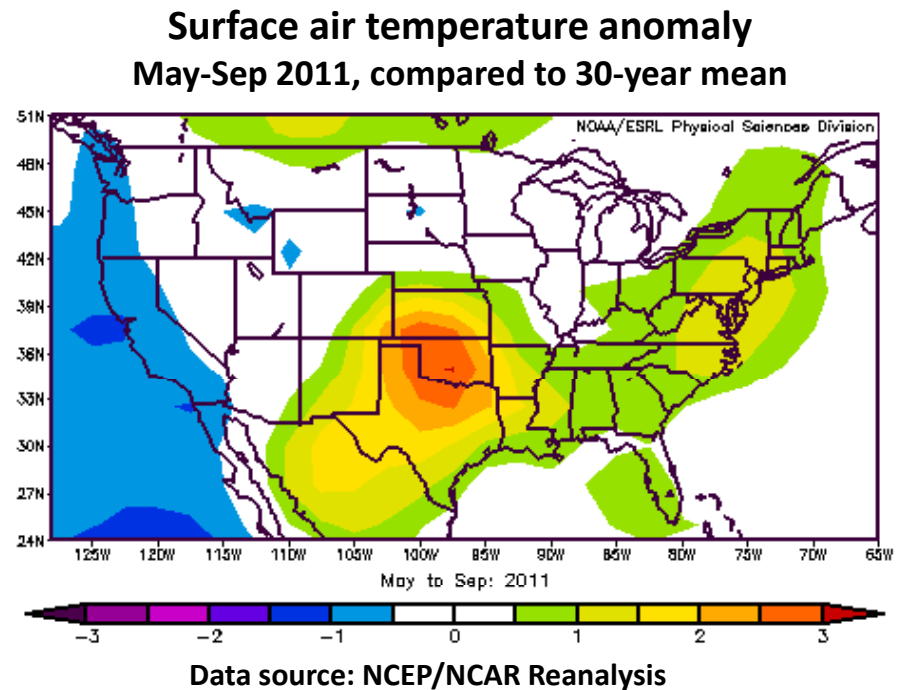 Surface air temperature anomaly
May-Sep 2011, compared to 30-year mean
NOAA/ESRL Physical Sciences Division
51N
48N
45N
42N
39N
36N
33N
30N
27N
24N
125W 120W 115W 110W 105W 100W 95W 90W 85W 80W 75W 70W 65W
May to Sep: 2011
-3 -2 -1 0 1 2 3
Data source: NCEP/NCAR Reanalysis